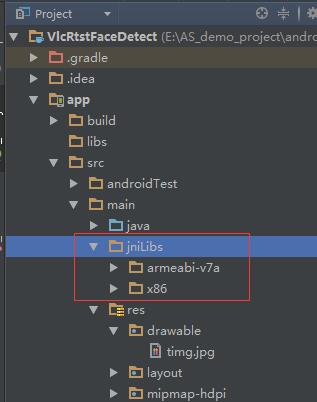 Project
VlcRtstFaceDetect (E:\AS_demo_project\andro
.gradle
.idea
app
build
libs
src
androidTest
main
java
jniLibs
armeabi-v7a
x86
res
drawable
timg.jpg
layout
mipmap-hdpi